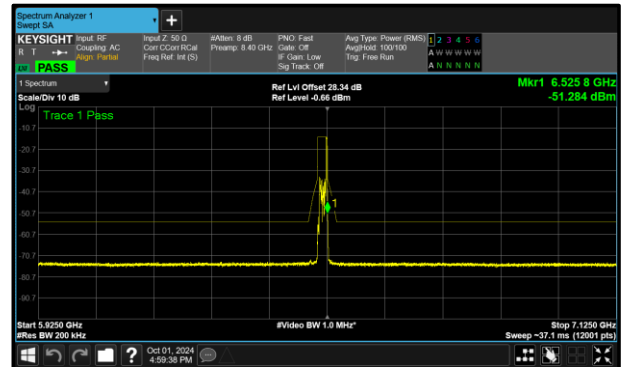 Spectrum Analyzer 1
Swept SA
+
KEYSIGHT
R T
PASS
Input: RF
Coupling: AC
Align: Partial
Input Z: 50 Ω
Corr CCorr RCal
Freq Ref: Int (S)
#Atten: 8 dB
Preamp: 8.40 GHz
PNO: Fast
Gate: Off
IF Gain: Low
Sig Track: Off
Avg Type: Power (RMS)
Avg|Hold: 100/100
Trig: Free Run
1 2 3 4 5 6
A W W W W W
A N N N N N
1 Spectrum
Scale/Div 10 dB
Ref Lvl Offset 28.34 dB
Ref Level -0.66 dBm
Mkr1 6.525 8 GHz
-51.284 dBm
Log
Trace 1 Pass
-10.7
-20.7
-30.7
-40.7
-50.7
-60.7
-70.7
-80.7
-90.7
1
Start 5.9250 GHz
#Res BW 200 kHz
#Video BW 1.0 MHz*
Stop 7.1250 GHz
Sweep ~37.1 ms (12001 pts)
?
Oct 01, 2024
4:59:38 PM